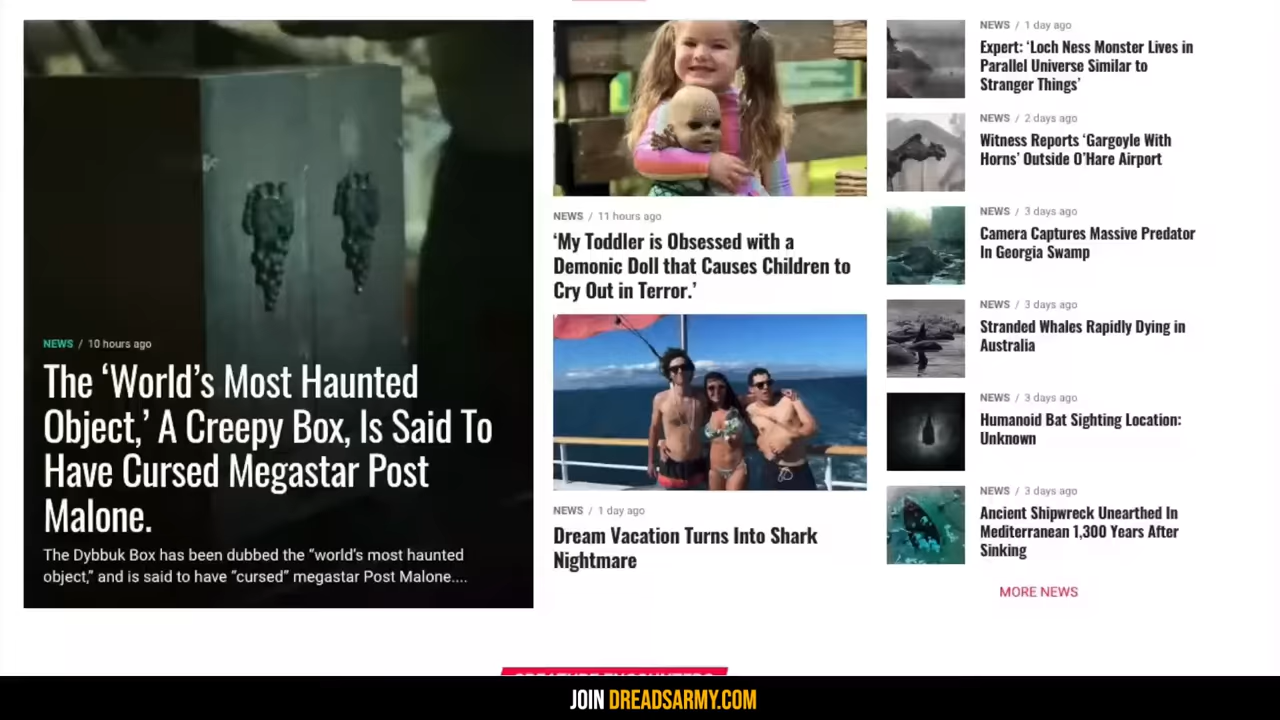 NEWS / 10 hours ago
The ‘World’s Most Haunted
Object,’ A Creepy Box, Is Said To
Have Cursed Megastar Post
Malone.
The Dybbuk Box has been dubbed the “world’s most haunted
object,” and is said to have “cursed” megastar Post Malone....
NEWS / 11 hours ago
‘My Toddler is Obsessed with a
Demonic Doll that Causes Children to
Cry Out in Terror.’
NEWS / 1 day ago
Dream Vacation Turns Into Shark
Nightmare
NEWS / 1 day ago
Expert: ‘Loch Ness Monster Lives in
Parallel Universe Similar to
Stranger Things’
NEWS / 2 days ago
Witness Reports ‘Gargoyle With
Horns’ Outside O’Hare Airport
NEWS / 3 days ago
Camera Captures Massive Predator
In Georgia Swamp
NEWS / 3 days ago
Stranded Whales Rapidly Dying in
Australia
NEWS / 3 days ago
Humanoid Bat Sighting Location:
Unknown
NEWS / 3 days ago
Ancient Shipwreck Unearthed In
Mediterranean 1,300 Years After
Sinking
MORE NEWS
JOIN DREADSARMY.COM